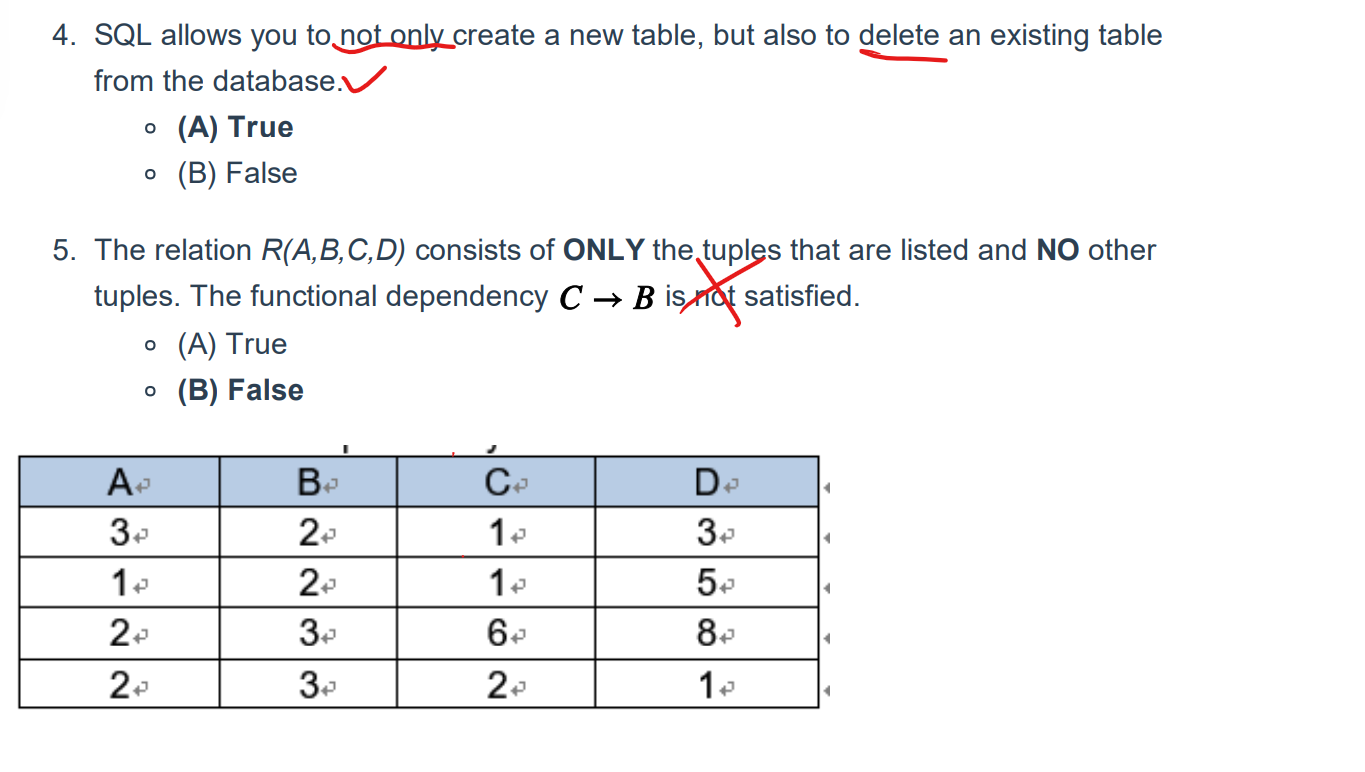 4. SQL allows you to not only create a new table, but also to delete an existing table
from the database.
(A) True
(B) False
5. The relation R(A,B,C,D) consists of ONLY the tuples that are listed and NO other
tuples. The functional dependency C → B is not satisfied.
(A) True
(B) False
A B C D
3 2 1 3
1 2 1 5
2 3 6 8
2 3 2 1